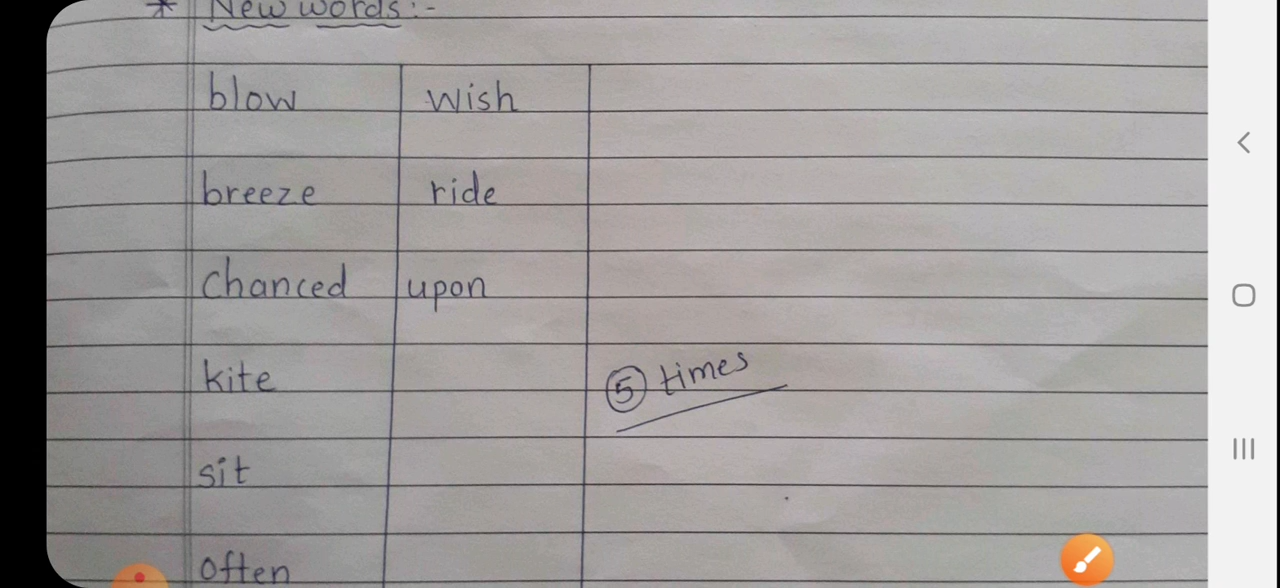 * New words:-
blow wish
breeze ride
chanced upon
kite
⑤ times
sit
often